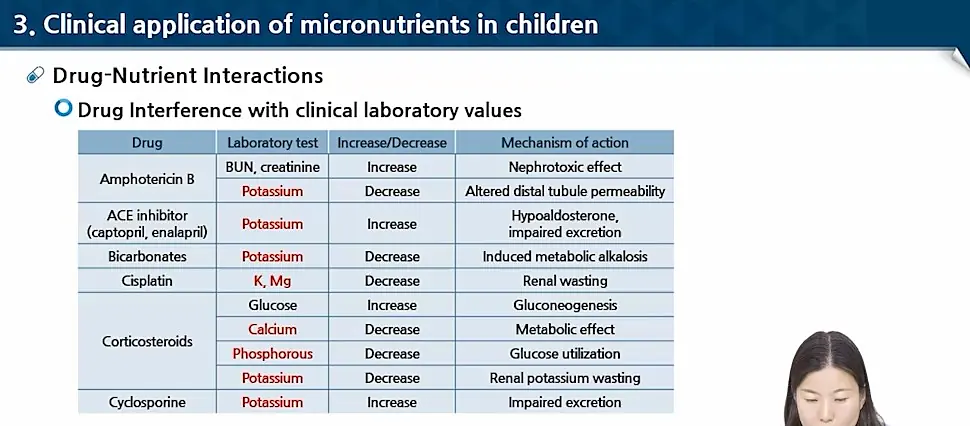 3. Clinical application of micronutrients in children
Drug-Nutrient Interactions
Drug Interference with clinical laboratory values
Drug Laboratory test Increase/Decrease Mechanism of action
Amphotericin B BUN, creatinine Increase Nephrotoxic effect
Potassium Decrease Altered distal tubule permeability
ACE inhibitor
(captopril, enalapril) Potassium Increase Hypoaldosterone,
impaired excretion
Bicarbonates Potassium Decrease Induced metabolic alkalosis
Cisplatin K, Mg Decrease Renal wasting
Corticosteroids Glucose Increase Gluconeogenesis
Calcium Decrease Metabolic effect
Phosphorous Decrease Glucose utilization
Potassium Decrease Renal potassium wasting
Cyclosporine Potassium Increase Impaired excretion